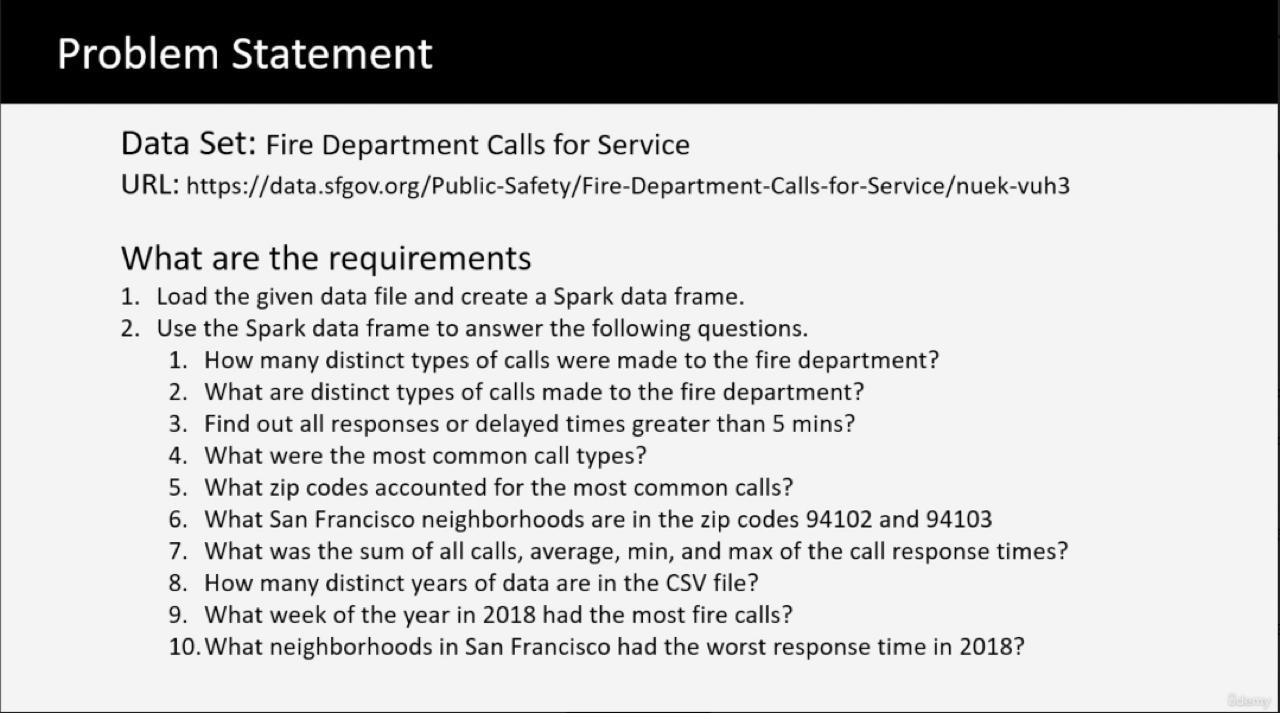 Problem Statement
Data Set: Fire Department Calls for Service
URL: https://data.sfgov.org/Public-Safety/Fire-Department-Calls-for-Service/nuek-vuh3
What are the requirements
1. Load the given data file and create a Spark data frame.
2. Use the Spark data frame to answer the following questions.
1. How many distinct types of calls were made to the fire department?
2. What are distinct types of calls made to the fire department?
3. Find out all responses or delayed times greater than 5 mins?
4. What were the most common call types?
5. What zip codes accounted for the most common calls?
6. What San Francisco neighborhoods are in the zip codes 94102 and 94103
7. What was the sum of all calls, average, min, and max of the call response times?
8. How many distinct years of data are in the CSV file?
9. What week of the year in 2018 had the most fire calls?
10. What neighborhoods in San Francisco had the worst response time in 2018?
ûdemy